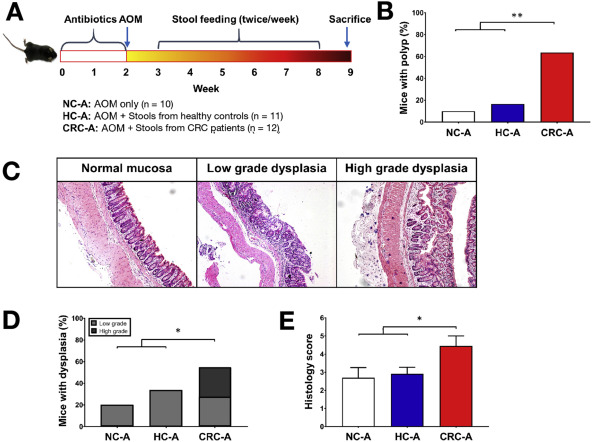 A
Antibiotics AOM Stool feeding (twice/week) Sacrifice
0 1 2 3 4 5 6 7 8 9
Week
NC-A: AOM only (n = 10)
HC-A: AOM + Stools from healthy controls (n = 11)
CRC-A: AOM + Stools from CRC patients (n = 12)
B
Mice with polyp (%)
100
80
60
40
20
0
**
NC-A HC-A CRC-A
C
Normal mucosa Low grade dysplasia High grade dysplasia
D
Mice with dysplasia (%)
100
80
60
40
20
0
Low grade
High grade
*
NC-A HC-A CRC-A
E
Histology score
6
5
4
3
2
1
0
*
NC-A HC-A CRC-A